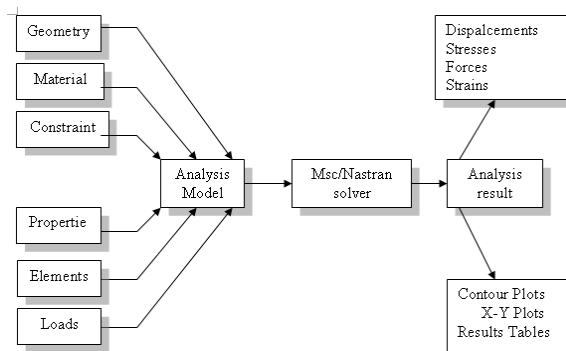 Geometry
Material
Constraint
Propertie
Elements
Loads
Analysis
Model
Msc/Nastran
solver
Analysis
result
Dispalcements
Stresses
Forces
Strains
Contour Plots
X-Y Plots
Results Tables